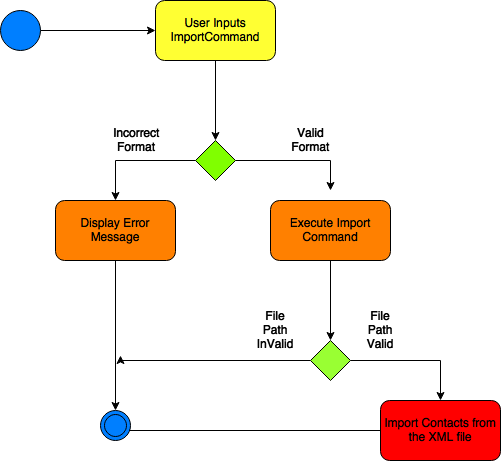 User Inputs
ImportCommand
Incorrect
Format
Valid
Format
Display Error
Message
Execute Import
Command
File
Path
InValid
File
Path
Valid
Import Contacts from
the XML file